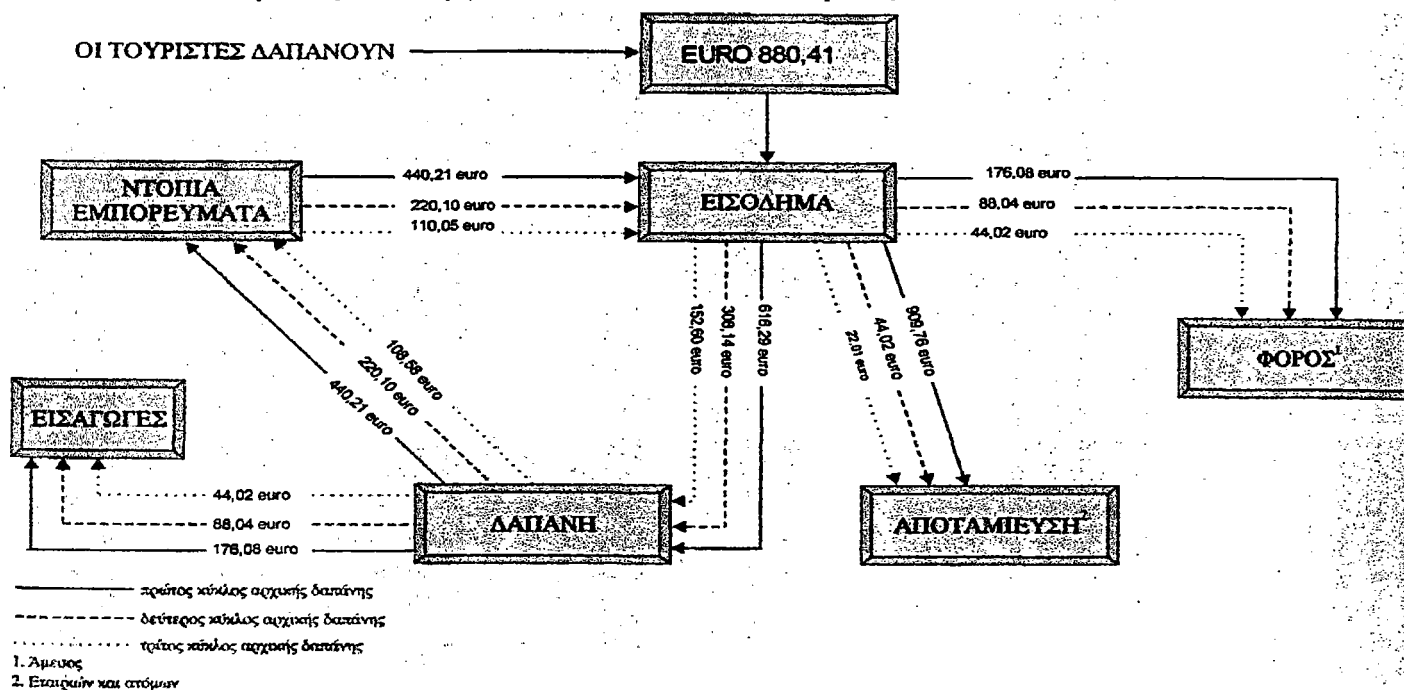 ΟΙ ΤΟΥΡΙΣΤΕΣ ΔΑΠΑΝΟΥΝ
EURO 880,41
ΝΤΟΠΙΑ
ΕΜΠΟΡΕΥΜΑΤΑ
440,21 euro
220,10 euro
110,05 euro
ΕΙΣΟΔΗΜΑ
176,08 euro
88,04 euro
44,02 euro
152,60 euro
308,14 euro
616,29 euro
22,01 euro
44,02 euro
909,76 euro
ΦΟΡΟΣ¹
108,58 euro
220,10 euro
440,21 euro
ΕΙΣΑΓΩΓΕΣ
44,02 euro
88,04 euro
176,08 euro
ΔΑΠΑΝΗ
ΑΠΟΤΑΜΙΕΥΣΗ²
πρώτος κύκλος αρχικής δαπάνης
δεύτερος κύκλος αρχικής δαπάνης
τρίτος κύκλος αρχικής δαπάνης
1. Άμεσος
2. Εταιριών και ατόμων